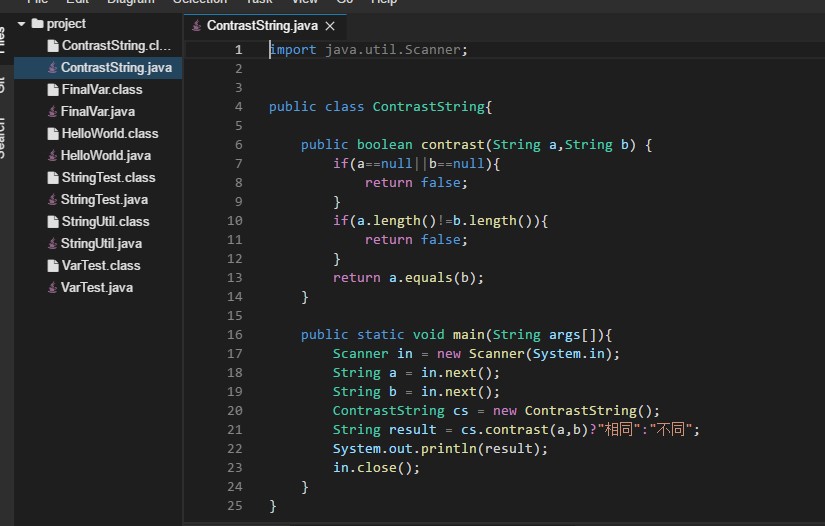 File Edit Diagram Selection Task View Go Help
Files
Git
Search
project
ContrastString.cl...
ContrastString.java
FinalVar.class
FinalVar.java
HelloWorld.class
HelloWorld.java
StringTest.class
StringTest.java
StringUtil.class
StringUtil.java
VarTest.class
VarTest.java
ContrastString.java ×
1 import java.util.Scanner;
2
3
4 public class ContrastString{
5
6 public boolean contrast(String a,String b) {
7 if(a==null||b==null){
8 return false;
9 }
10 if(a.length()!=b.length()){
11 return false;
12 }
13 return a.equals(b);
14 }
15
16 public static void main(String args[]){
17 Scanner in = new Scanner(System.in);
18 String a = in.next();
19 String b = in.next();
20 ContrastString cs = new ContrastString();
21 String result = cs.contrast(a,b)?"相同":"不同";
22 System.out.println(result);
23 in.close();
24 }
25 }